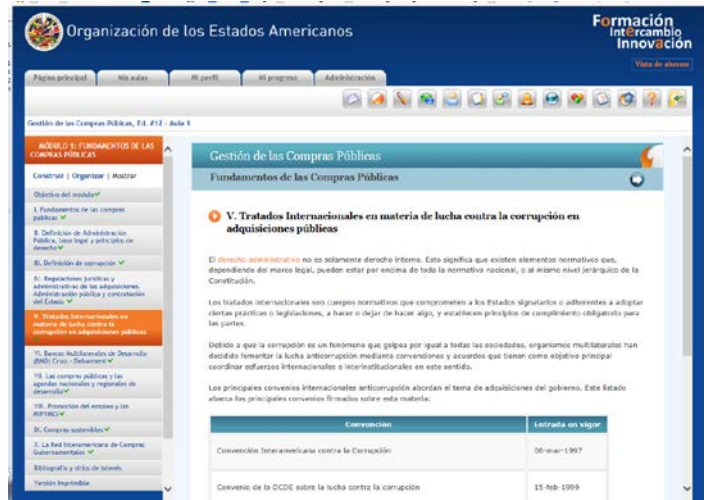 Organización de los Estados Americanos
Formación
Intercambio
Innovación
Vista de alumno
Página principal
Mis aulas
Mi perfil
Mi progreso
Administración
Gestión de las Compras Públicas, Ed. #12 - Aula 1
MÓDULO 1: FUNDAMENTOS DE LAS
COMPRAS PÚBLICAS
Construir | Organizar | Mostrar
Objetivo del módulo
I. Fundamentos de las compras
públicas
II. Definición de Administración
Pública, base legal y principios de
derecho
III. Definición de corrupción
IV. Regulaciones jurídicas y
administrativas de las adquisiciones.
Administración pública y contratación
del Estado
V. Tratados Internacionales en
materia de lucha contra la
corrupción en adquisiciones públicas
VI. Bancos Multilaterales de Desarrollo
(BMD) Cross - Debarment
VII. Las compras públicas y las
agendas nacionales y regionales de
desarrollo
VIII. Promoción del empleo y las
MIPYMES
IX. Compras sostenibles
X. La Red Interamericana de Compras
Gubernamentales
Bibliografía y sitios de interés
Versión Imprimible
Gestión de las Compras Públicas
Fundamentos de las Compras Públicas
V. Tratados Internacionales en materia de lucha contra la corrupción en
adquisiciones públicas
El derecho administrativo no es solamente derecho interno. Esto significa que existen elementos normativos que,
dependiendo del marco legal, pueden estar por encima de toda la normativa nacional, o al mismo nivel jerárquico de la
Constitución.
Los tratados internacionales son cuerpos normativos que comprometen a los Estados signatarios o adherentes a adoptar
ciertas prácticas o legislaciones, a hacer o dejar de hacer algo, y establecen principios de cumplimiento obligatorio para
las partes.
Debido a que la corrupción es un fenómeno que golpea por igual a todas las sociedades, organismos multilaterales han
decidido fomentar la lucha anticorrupción mediante convenciones y acuerdos que tienen como objetivo principal
coordinar esfuerzos internacionales e interinstitucionales en este sentido.
Los principales convenios internacionales anticorrupción abordan el tema de adquisiciones del gobierno. Este listado
abarca los principales convenios firmados sobre esta materia:
Convención
Entrada en vigor
Convención Interamericana contra la Corrupción
06-mar-1997
Convenio de la OCDE sobre la lucha contra la corrupción
15-feb-1999